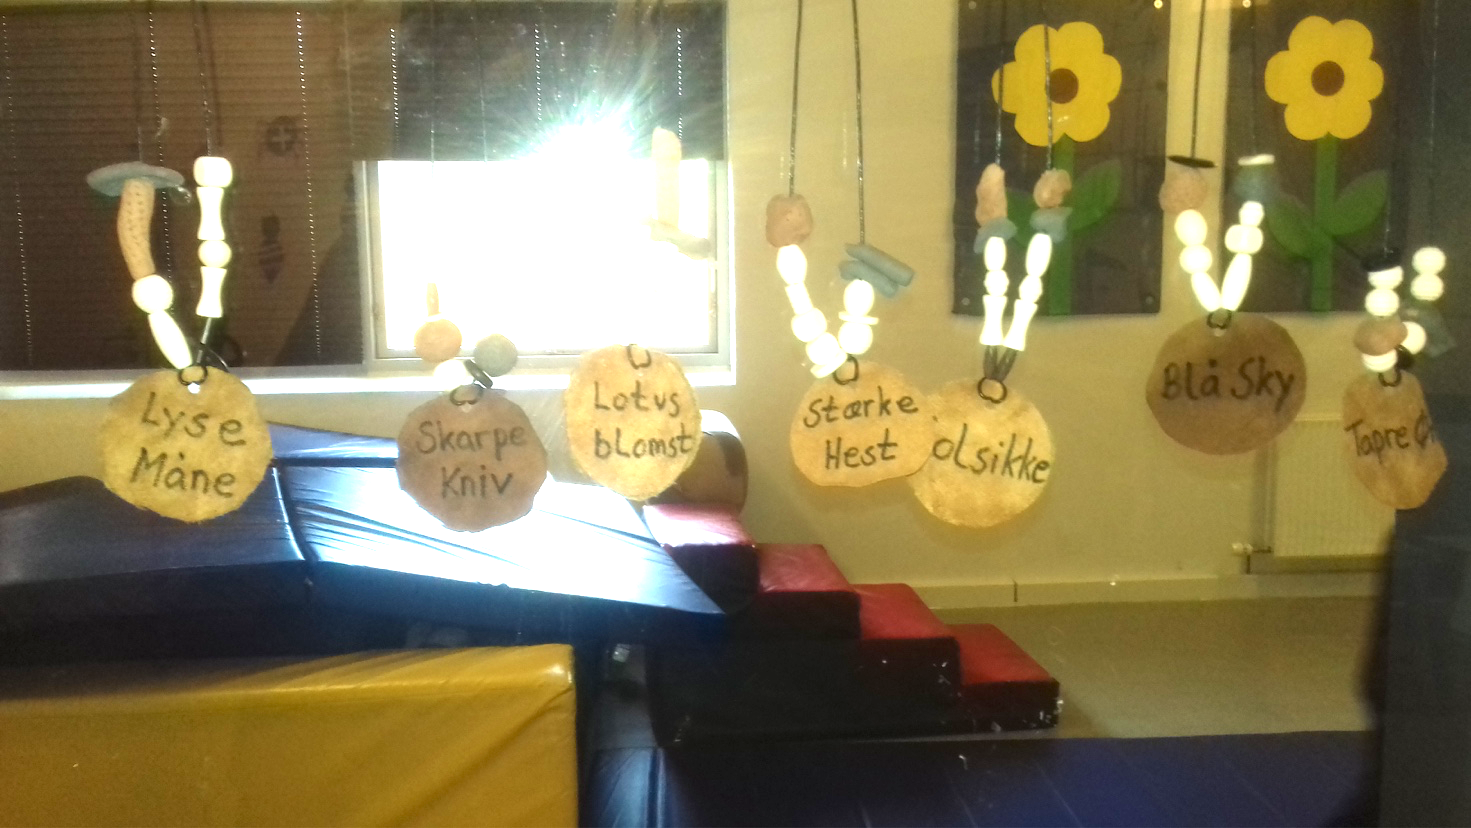 Lyse
Måne
Skarpe
Kniv
Lotus
bLomst
Stærke
Hest
olsikke
Blå Sky
Tapre